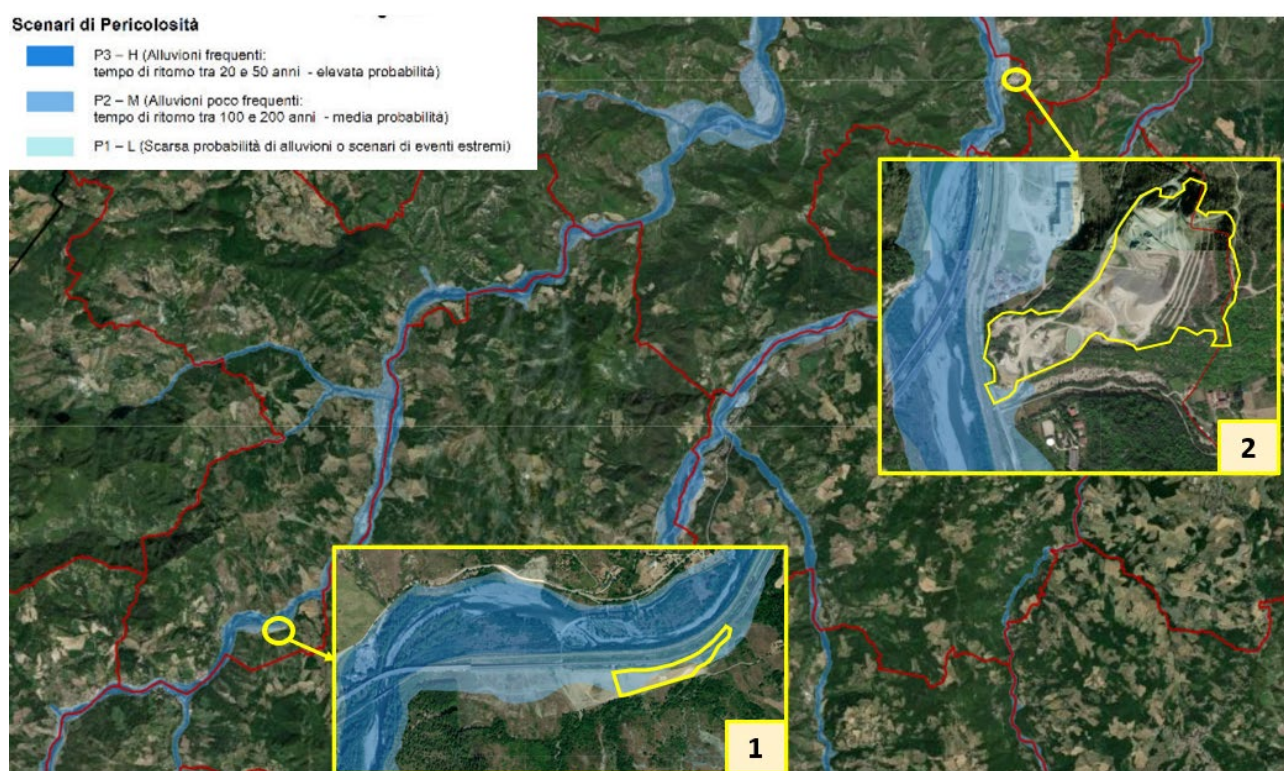 Scenari di Pericolosità
P3 – H (Alluvioni frequenti:
tempo di ritorno tra 20 e 50 anni - elevata probabilità)
P2 – M (Alluvioni poco frequenti:
tempo di ritorno tra 100 e 200 anni - media probabilità)
P1 – L (Scarsa probabilità di alluvioni o scenari di eventi estremi)
2
1